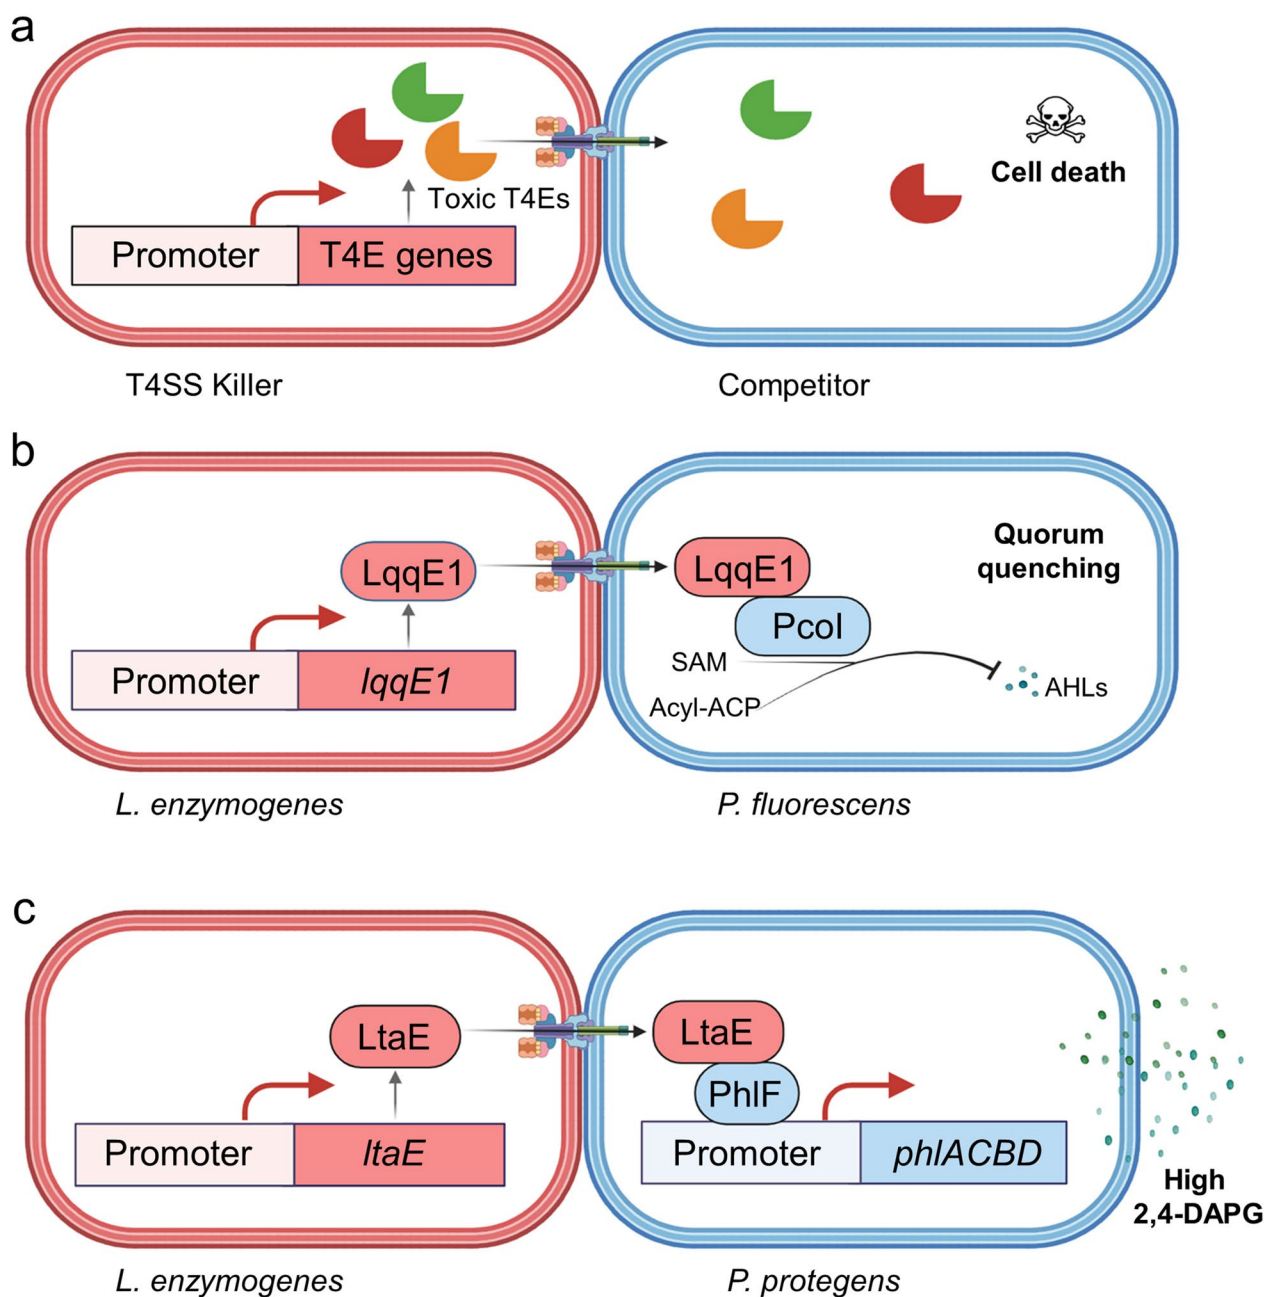 a
Toxic T4Es
Promoter
T4E genes
Cell death
T4SS Killer
Competitor
b
LqqE1
Promoter
lqqE1
LqqE1
PcoI
SAM
Acyl-ACP
Quorum
quenching
AHLs
L. enzymogenes
P. fluorescens
c
LtaE
Promoter
ltaE
LtaE
PhlF
Promoter
phlACBD
High
2,4-DAPG
L. enzymogenes
P. protegens